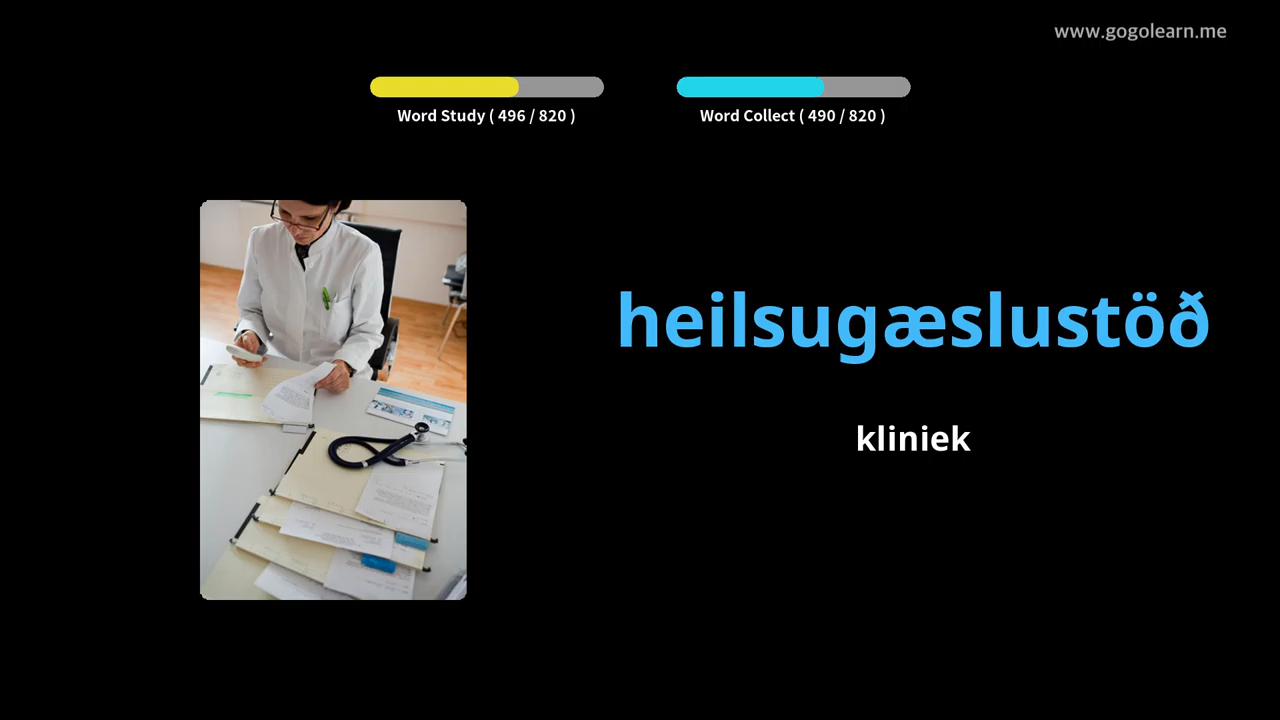 www.gogolearn.me
Word Study ( 496 / 820 )
Word Collect ( 490 / 820 )
heilsugæslustöð
kliniek